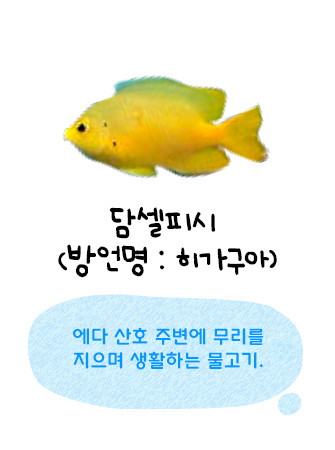 담셀피시
(방언명 : 히가구아)
에다 산호 주변에 무리를
지으며 생활하는 물고기.